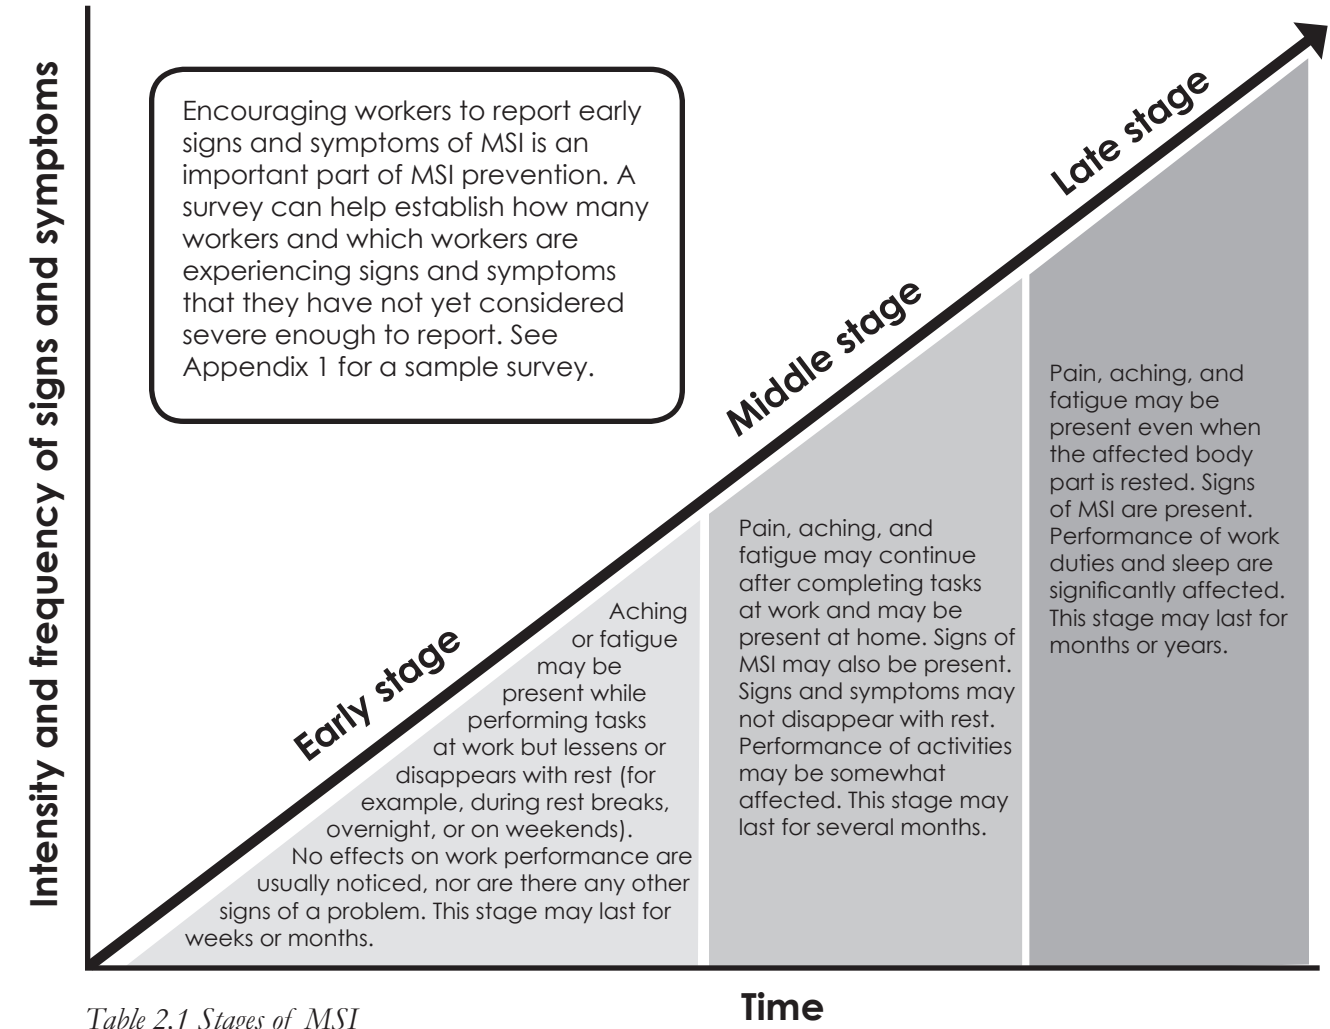 Intensity and frequency of signs and symptoms
Encouraging workers to report early
signs and symptoms of MSI is an
important part of MSI prevention. A
survey can help establish how many
workers and which workers are
experiencing signs and symptoms
that they have not yet considered
severe enough to report. See
Appendix 1 for a sample survey.
Early stage
Aching
or fatigue
may be
present while
performing tasks
at work but lessens or
disappears with rest (for
example, during rest breaks,
overnight, or on weekends).
No effects on work performance are
usually noticed, nor are there any other
signs of a problem. This stage may last for
weeks or months.
Middle stage
Pain, aching, and
fatigue may continue
after completing tasks
at work and may be
present at home. Signs of
MSI may also be present.
Signs and symptoms may
not disappear with rest.
Performance of activities
may be somewhat
affected. This stage may
last for several months.
Late stage
Pain, aching, and
fatigue may be
present even when
the affected body
part is rested. Signs
of MSI are present.
Performance of work
duties and sleep are
significantly affected.
This stage may last for
months or years.
Time
Table 2.1 Stages of MSI